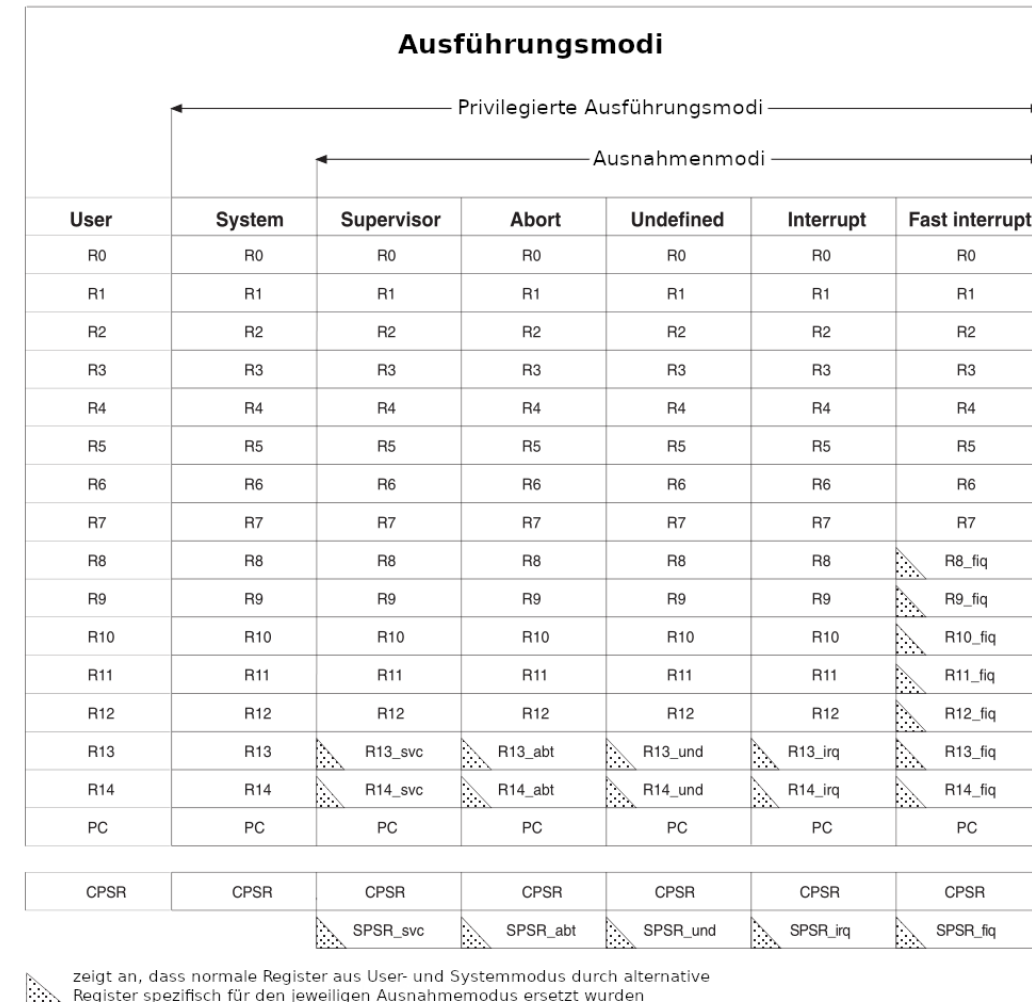 Ausführungsmodi
Privilegierte Ausführungsmodi
Ausnahmenmodi
User System Supervisor Abort Undefined Interrupt Fast interrupt
R0 R0 R0 R0 R0 R0 R0
R1 R1 R1 R1 R1 R1 R1
R2 R2 R2 R2 R2 R2 R2
R3 R3 R3 R3 R3 R3 R3
R4 R4 R4 R4 R4 R4 R4
R5 R5 R5 R5 R5 R5 R5
R6 R6 R6 R6 R6 R6 R6
R7 R7 R7 R7 R7 R7 R7
R8 R8 R8 R8 R8 R8 R8_fiq
R9 R9 R9 R9 R9 R9 R9_fiq
R10 R10 R10 R10 R10 R10 R10_fiq
R11 R11 R11 R11 R11 R11 R11_fiq
R12 R12 R12 R12 R12 R12 R12_fiq
R13 R13 R13_svc R13_abt R13_und R13_irq R13_fiq
R14 R14 R14_svc R14_abt R14_und R14_irq R14_fiq
PC PC PC PC PC PC PC
CPSR CPSR CPSR CPSR CPSR CPSR CPSR
SPSR_svc SPSR_abt SPSR_und SPSR_irq SPSR_fiq
zeigt an, dass normale Register aus User- und Systemmodus durch alternative
Register spezifisch für den jeweiligen Ausnahmemodus ersetzt wurden